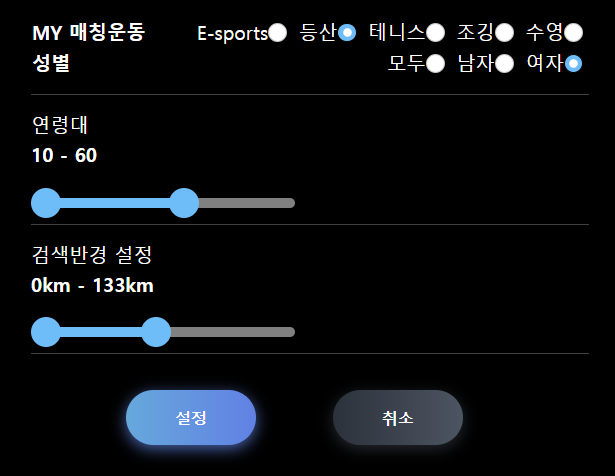 MY 매칭운동 E-sports 등산 테니스 조깅 수영
성별 모두 남자 여자
연령대
10 - 60
검색반경 설정
0km - 133km
설정 취소